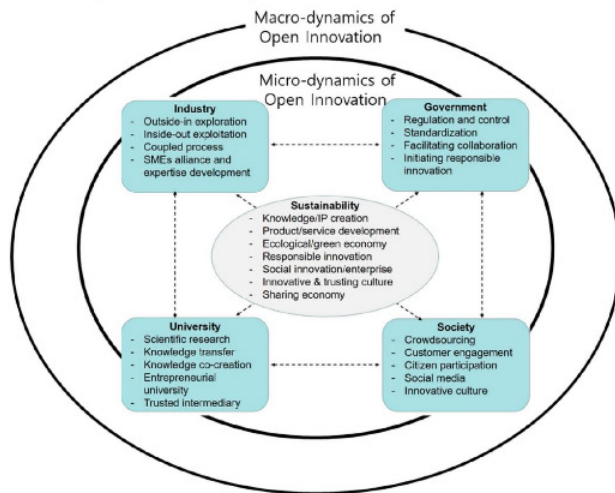 Macro-dynamics of
Open Innovation
Micro-dynamics of
Open Innovation
Industry
- Outside-in exploration
- Inside-out exploitation
- Coupled process
- SMEs alliance and
expertise development
Government
- Regulation and control
- Standardization
- Facilitating collaboration
- Initiating responsible
innovation
Sustainability
- Knowledge/IP creation
- Product/service development
- Ecological/green economy
- Responsible innovation
- Social innovation/enterprise
- Innovative & trusting culture
- Sharing economy
University
- Scientific research
- Knowledge transfer
- Knowledge co-creation
- Entrepreneurial
university
- Trusted intermediary
Society
- Crowdsourcing
- Customer engagement
- Citizen participation
- Social media
- Innovative culture